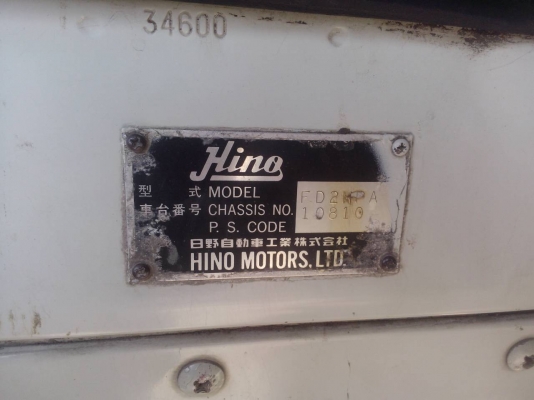 34600
Hino
型式 MODEL
車台番号 CHASSIS NO. 10810
P. S. CODE
日野自動車工業株式会社
HINO MOTORS, LTD.